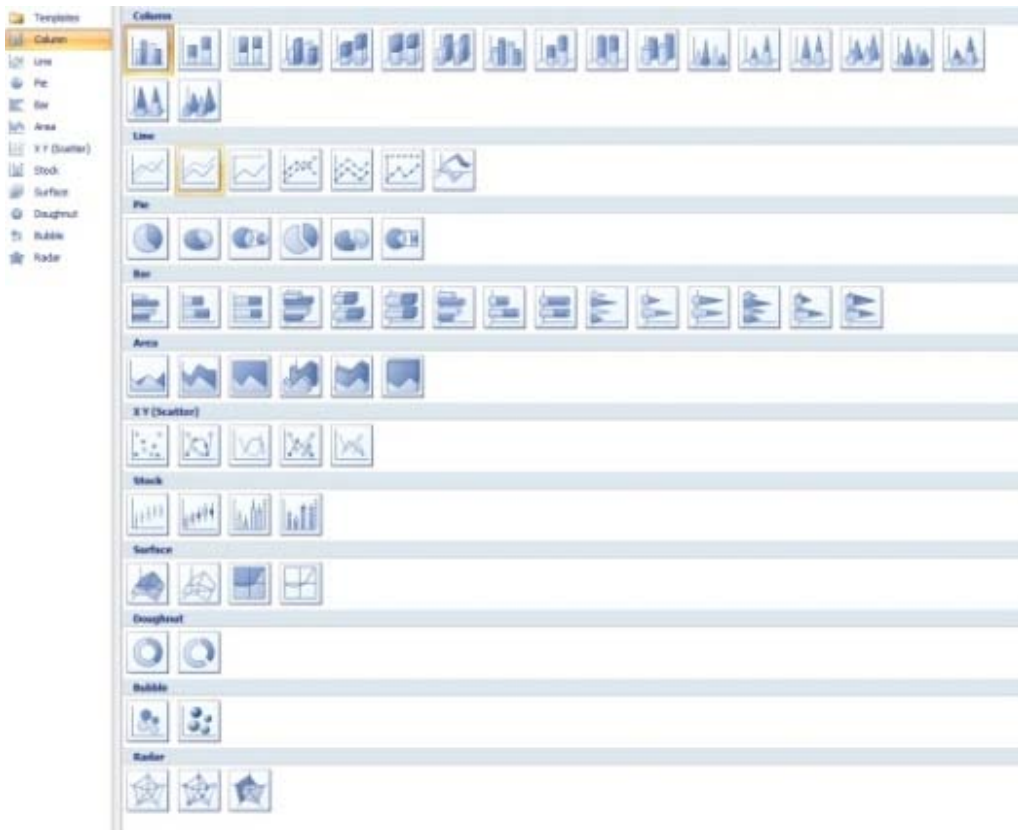 Templates
Column
Line
Pie
Bar
Area
X Y (Scatter)
Stock
Surface
Doughnut
Bubble
Radar
Column
Line
Pie
Bar
Area
X Y (Scatter)
Stock
Surface
Doughnut
Bubble
Radar